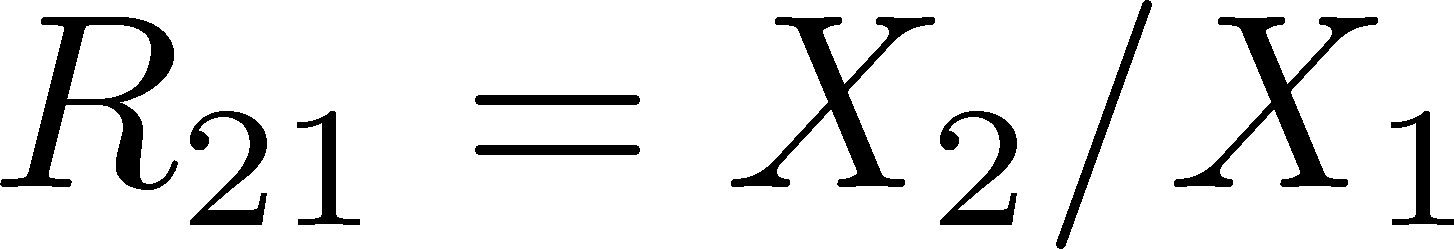 R₂₁ = X₂/X₁